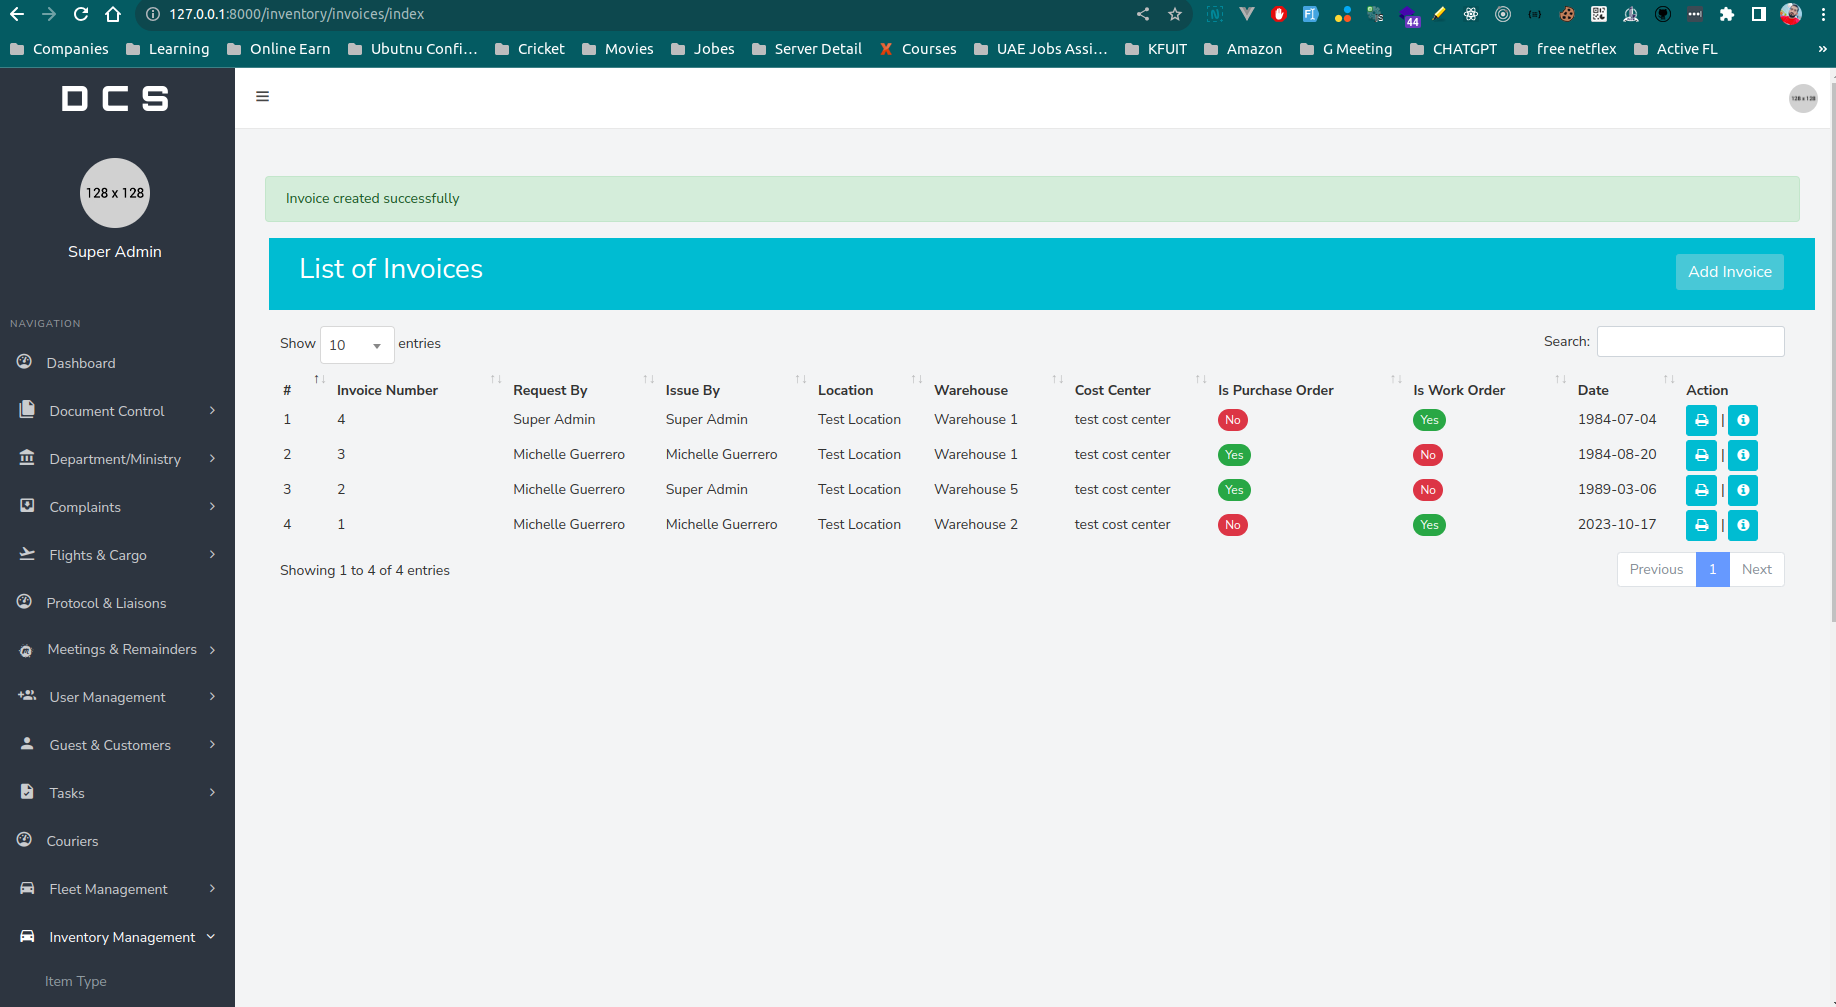 127.0.0.1:8000/inventory/invoices/index
44
Companies Learning Online Earn Ubutnu Confi... Cricket Movies Jobes Server Detail Courses UAE Jobs Assi... KFUIT Amazon G Meeting CHATGPT free netflex Active FL »
DCS
128 x 128
128 x 128
Super Admin
NAVIGATION
Dashboard
Document Control
Department/Ministry
Complaints
Flights & Cargo
Protocol & Liaisons
Meetings & Remainders
User Management
Guest & Customers
Tasks
Couriers
Fleet Management
Inventory Management
Item Type
Invoice created successfully
List of Invoices Add Invoice
Show 10 entries Search:
# Invoice Number Request By Issue By Location Warehouse Cost Center Is Purchase Order Is Work Order Date Action
1 4 Super Admin Super Admin Test Location Warehouse 1 test cost center No Yes 1984-07-04 |
2 3 Michelle Guerrero Michelle Guerrero Test Location Warehouse 1 test cost center Yes No 1984-08-20 |
3 2 Michelle Guerrero Super Admin Test Location Warehouse 5 test cost center Yes No 1989-03-06 |
4 1 Michelle Guerrero Michelle Guerrero Test Location Warehouse 2 test cost center No Yes 2023-10-17 |
Showing 1 to 4 of 4 entries Previous 1 Next